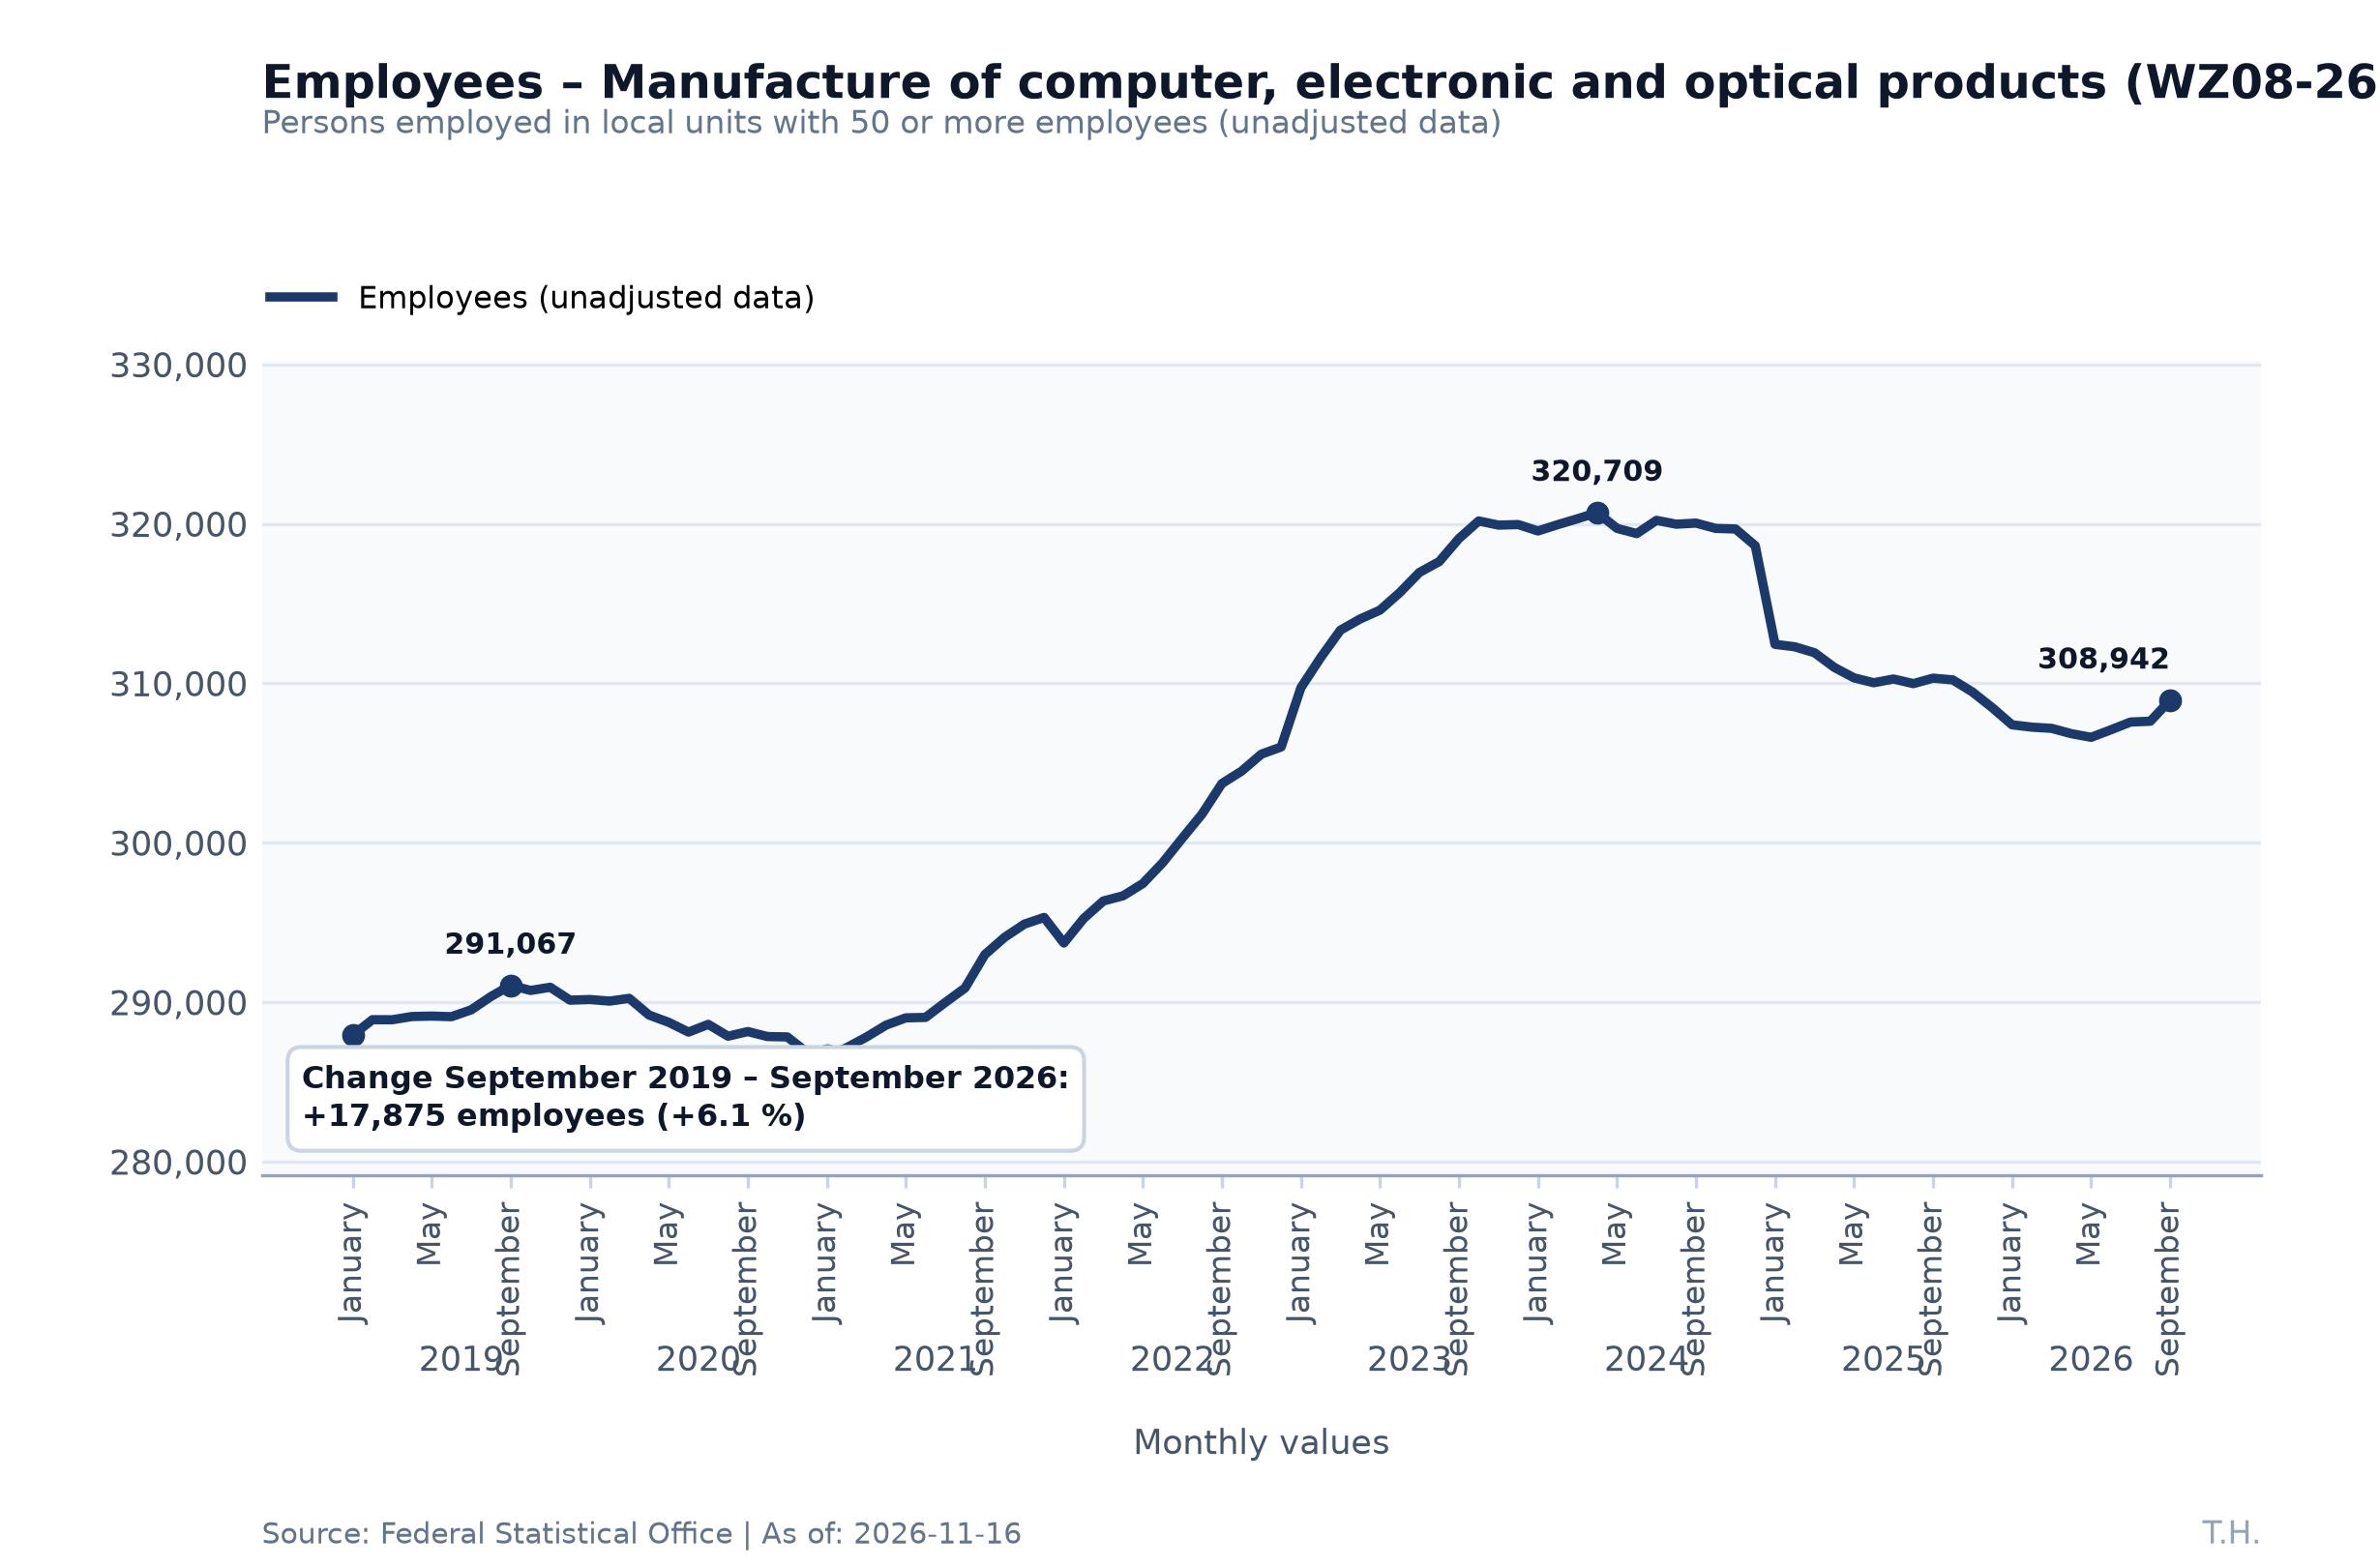 Employees – Manufacture of computer, electronic and optical products (WZ08-26
Persons employed in local units with 50 or more employees (unadjusted data)
Employees (unadjusted data)
330,000
320,000
310,000
300,000
290,000
280,000
291,067
320,709
308,942
Change September 2019 – September 2026:
+17,875 employees (+6.1 %)
January
May
September
January
May
September
January
May
September
January
May
September
January
May
September
January
May
September
January
May
September
January
May
September
2019
2020
2021
2022
2023
2024
2025
2026
Monthly values
Source: Federal Statistical Office | As of: 2026-11-16
T.H.